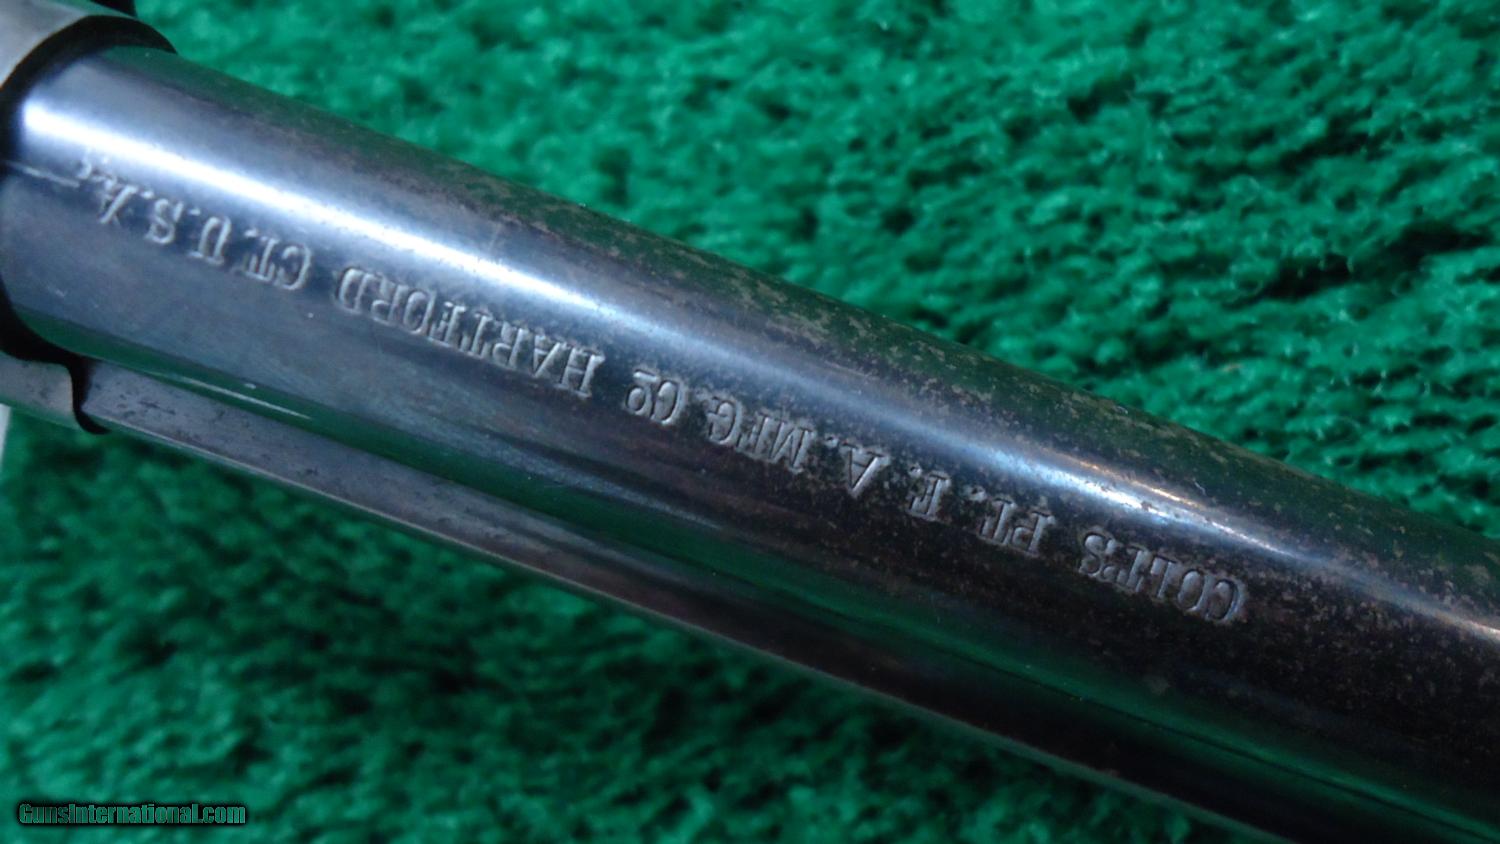 COLT'S PT. F. A. MFG. Cº HARTFORD CT. U.S.A.
GunsInternational.com